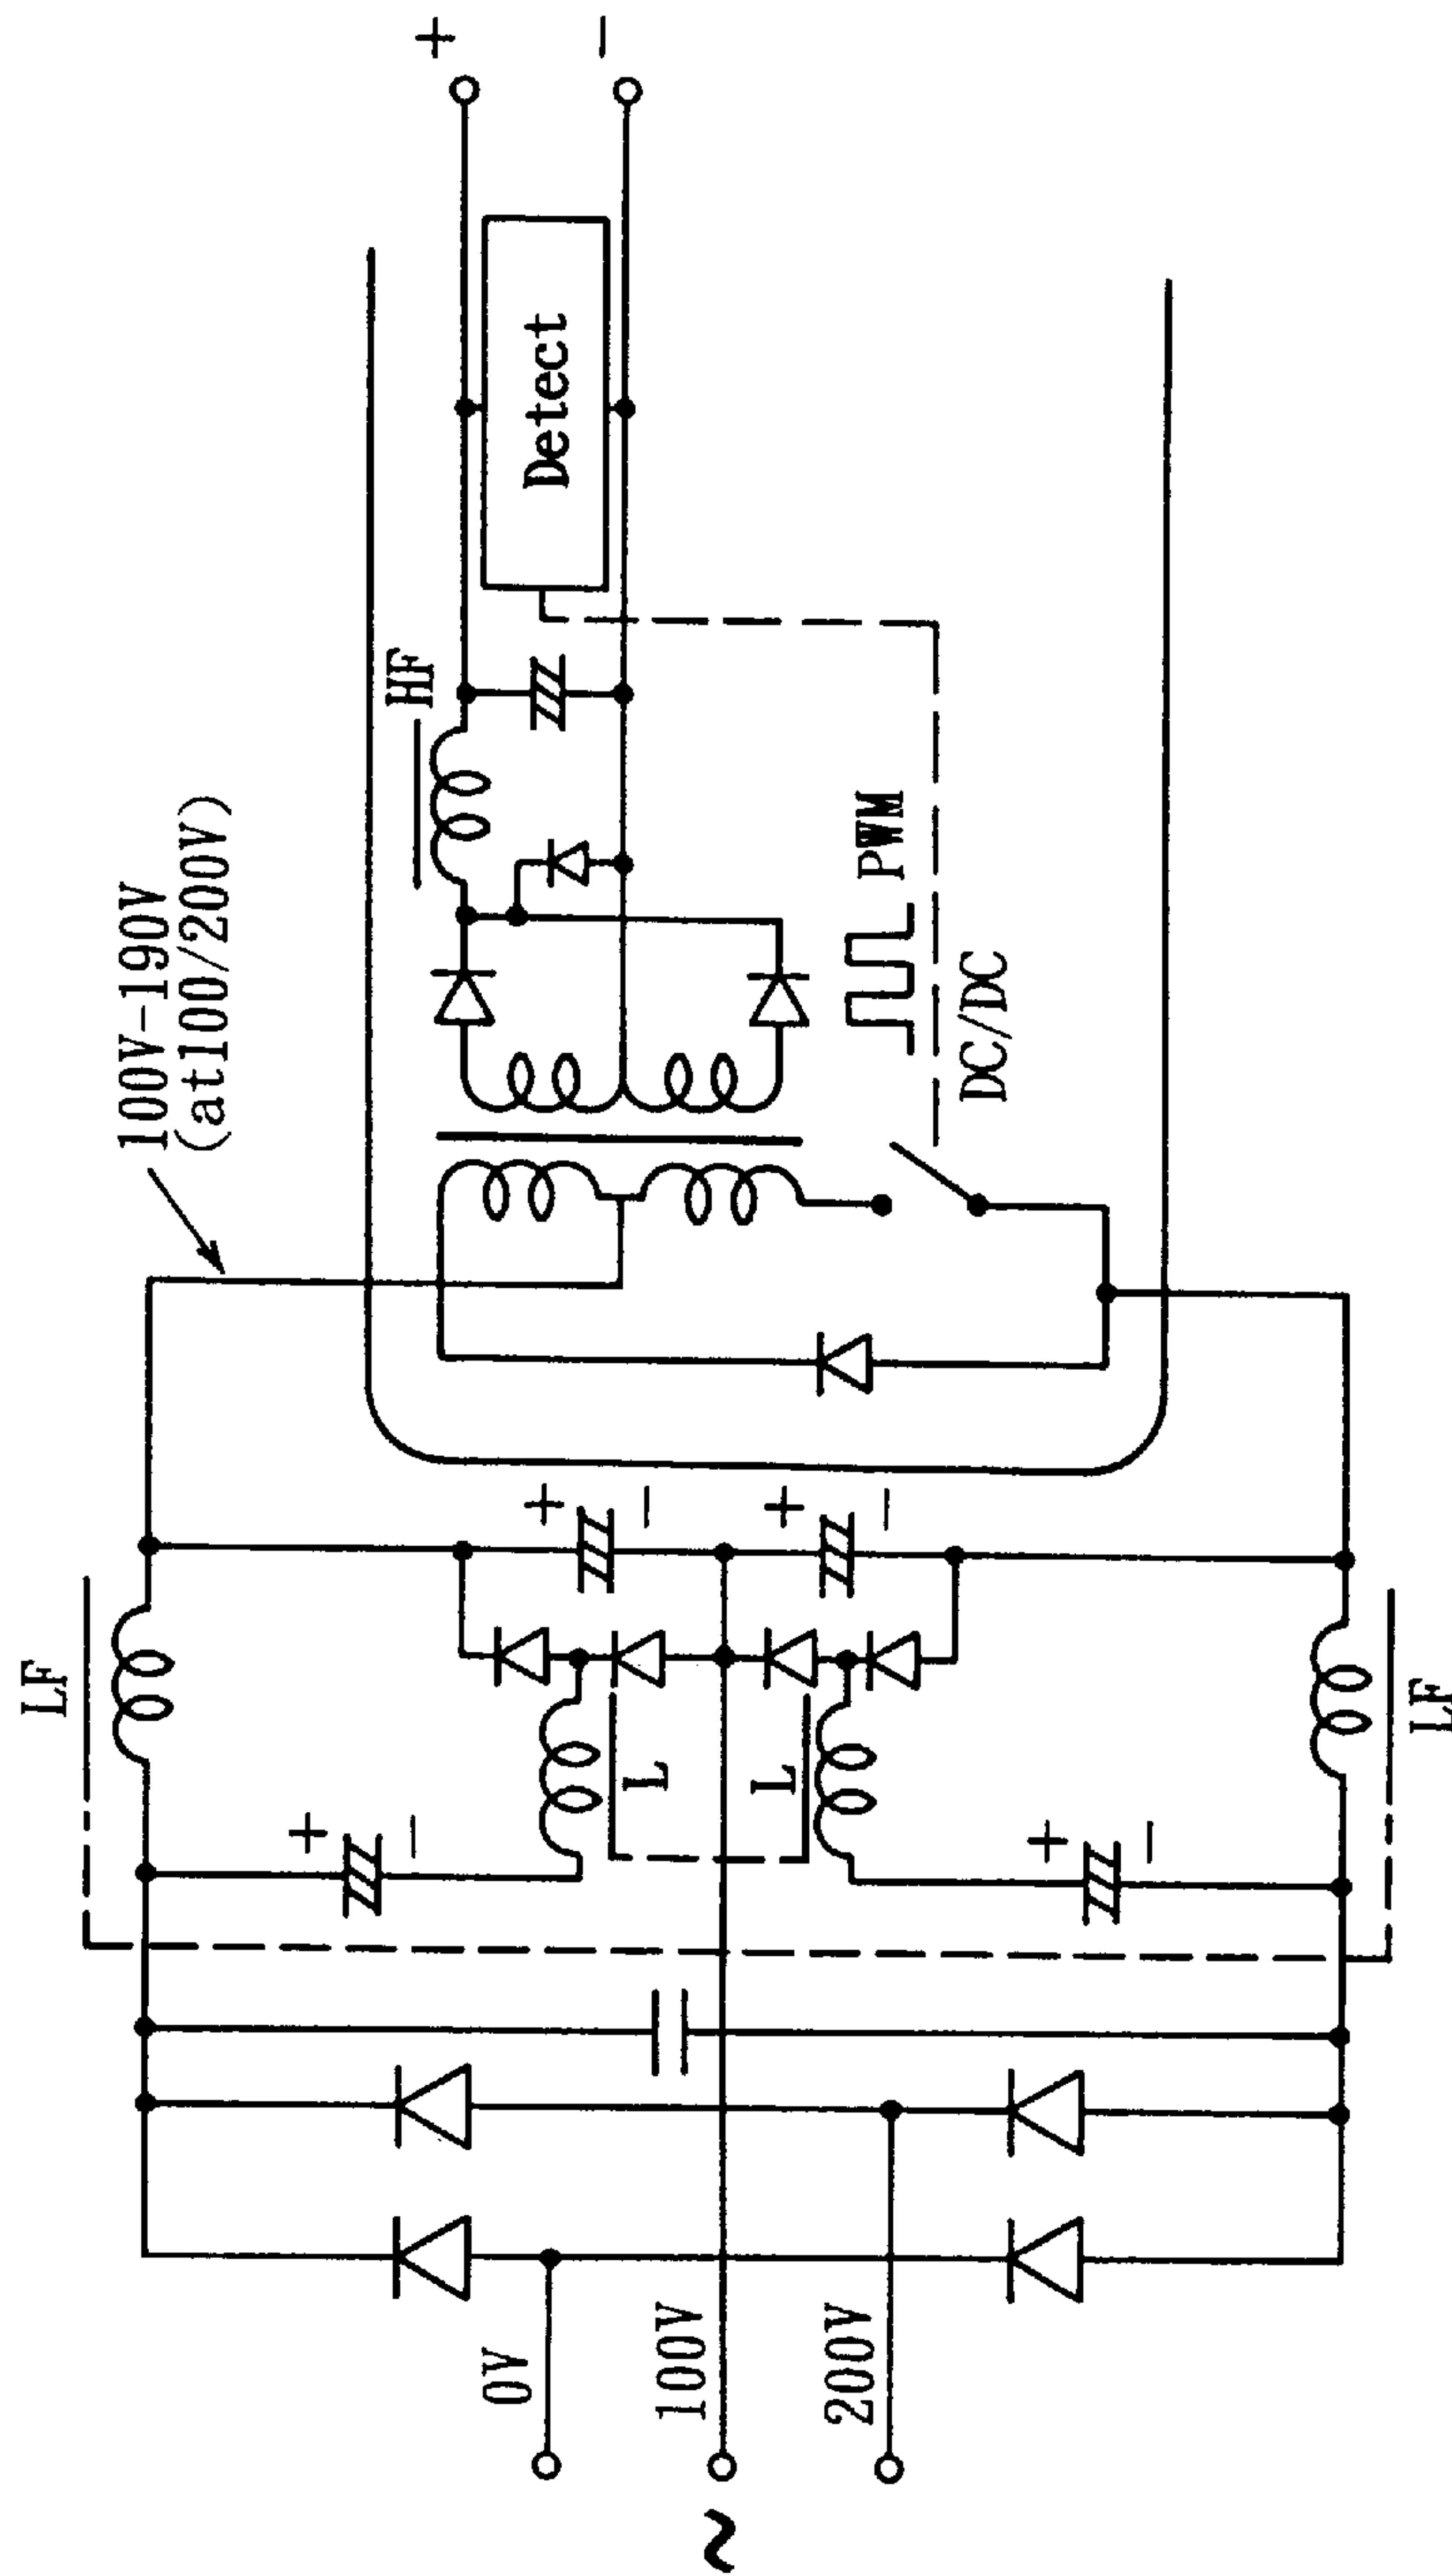 ~
0V
100V
200V
LF
LF
+
-
+
-
L
L
+
-
+
-
100V-190V
(at100/200V)
DC/DC
PWM
HF
Detect
+
-